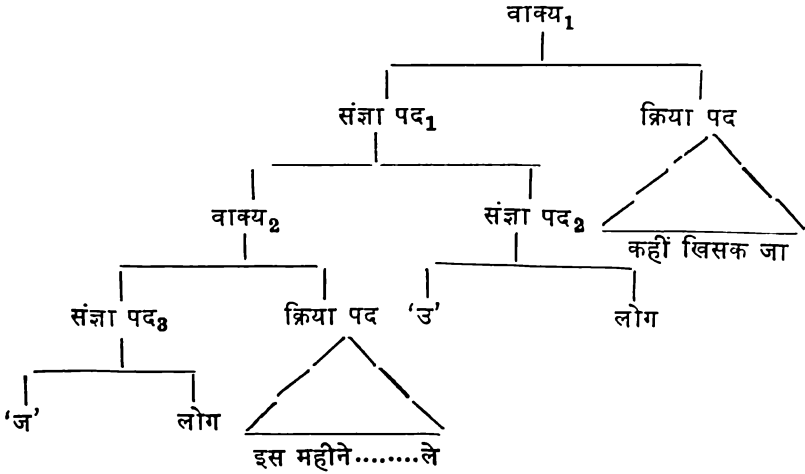 वाक्य₁
संज्ञा पद₁ क्रिया पद
वाक्य₂ संज्ञा पद₂
कहीं खिसक जा
संज्ञा पद₃ क्रिया पद ‘उ’ लोग
‘ज’ लोग
इस महीने........ले